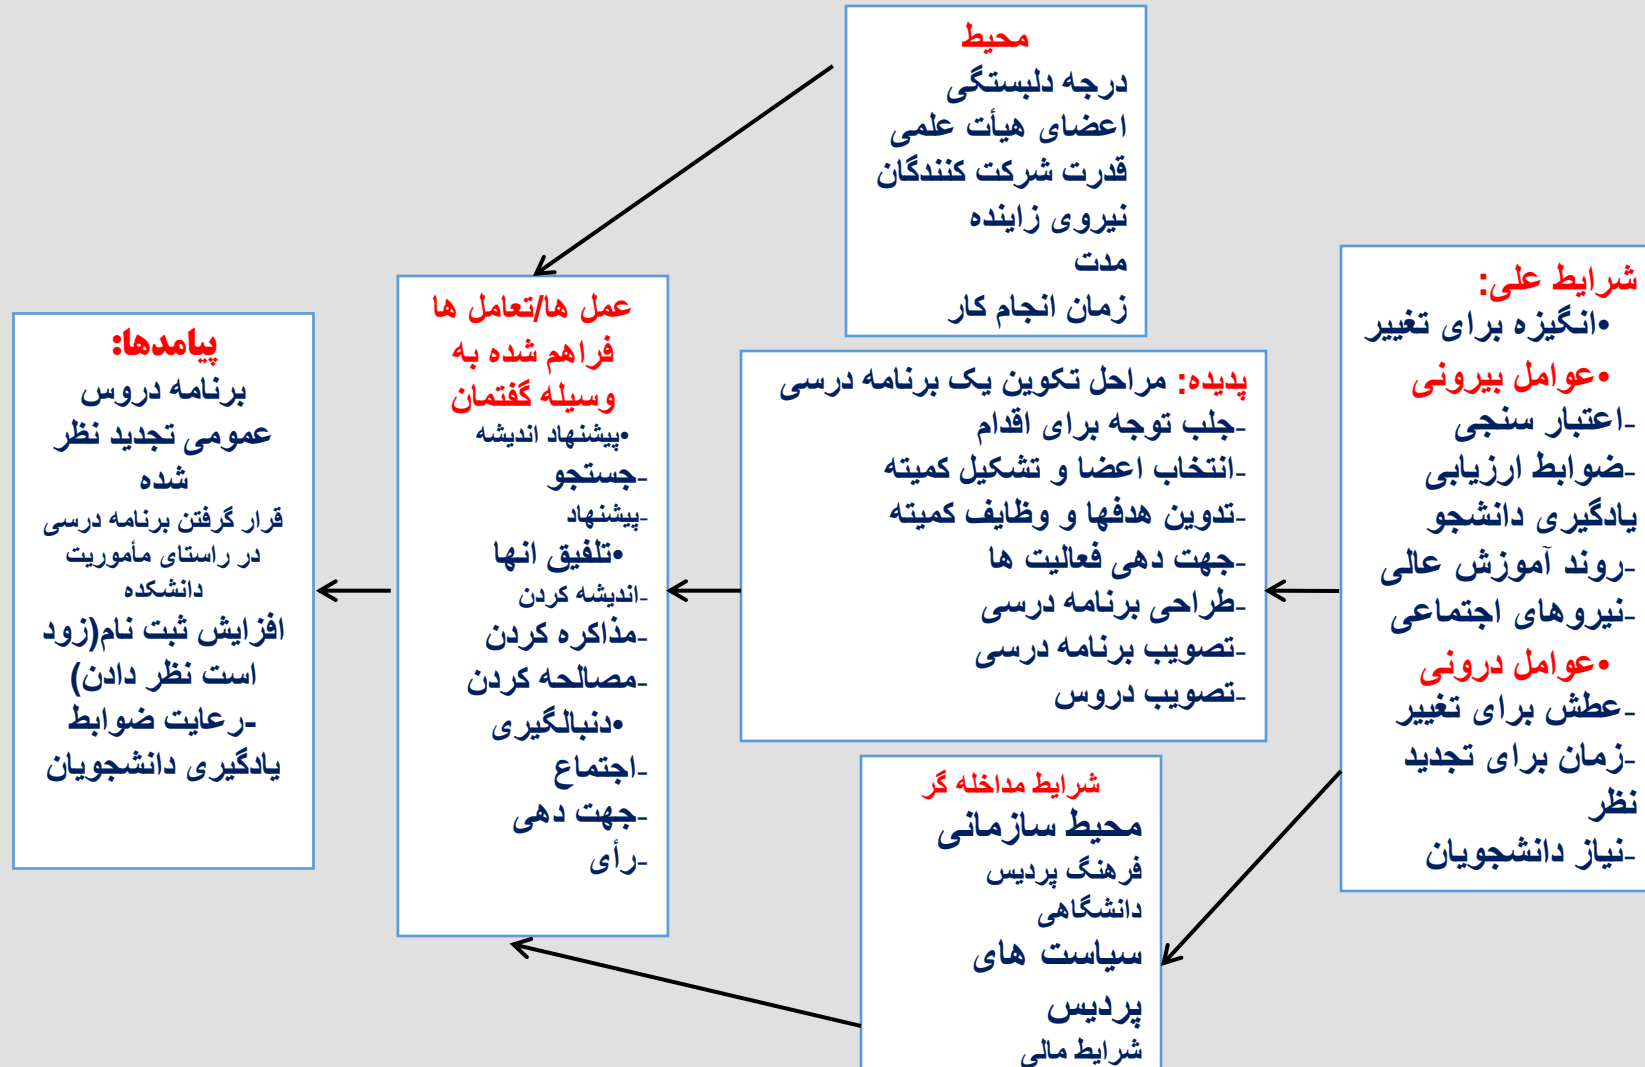 محیط
درجه دلبستگی
اعضای هیأت علمی
قدرت شرکت کنندگان
نیروی زاینده
مدت
زمان انجام کار
شرایط علی:
•انگیزه برای تغییر
•عوامل بیرونی
-اعتبار سنجی
-ضوابط ارزیابی
یادگیری دانشجو
-روند آموزش عالی
-نیروهای اجتماعی
•عوامل درونی
-عطش برای تغییر
-زمان برای تجدید
نظر
-نیاز دانشجویان
پدیده: مراحل تکوین یک برنامه درسی
-جلب توجه برای اقدام
-انتخاب اعضا و تشکیل کمیته
-تدوین هدفها و وظایف کمیته
-جهت دهی فعالیت ها
-طراحی برنامه درسی
-تصویب برنامه درسی
-تصویب دروس
شرایط مداخله گر
محیط سازمانی
فرهنگ پردیس
دانشگاهی
سیاست های
پردیس
شرایط مالی
عمل ها/تعامل ها
فراهم شده به
وسیله گفتمان
•پیشنهاد اندیشه
-جستجو
-پیشنهاد
•تلفیق انها
-اندیشه کردن
-مذاکره کردن
-مصالحه کردن
•دنبالگیری
-اجتماع
-جهت دهی
-رأی
پیامدها:
برنامه دروس
عمومی تجدید نظر
شده
قرار گرفتن برنامه درسی
در راستای مأموریت
دانشکده
افزایش ثبت نام(زود
است نظر دادن)
-رعایت ضوابط
یادگیری دانشجویان